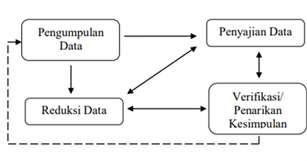 Pengumpulan
Data
Penyajian Data
Reduksi Data
Verifikasi/
Penarikan
Kesimpulan